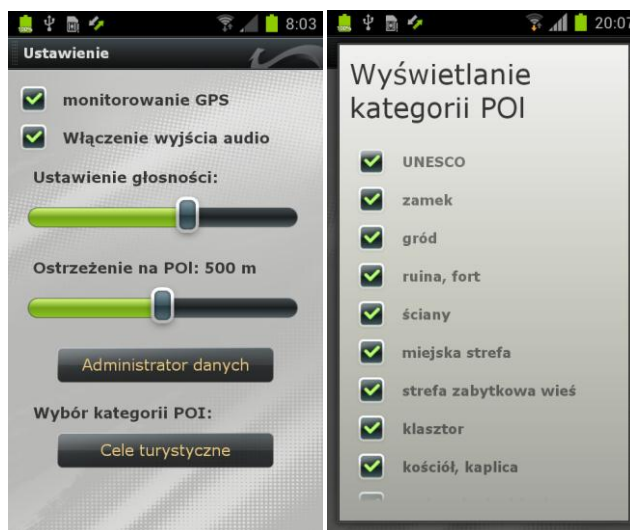 8:03
Ustawienie
monitorowanie GPS
Włączenie wyjścia audio
Ustawienie głosności:
Ostrzeżenie na POI: 500 m
Administrator danych
Wybór kategorii POI:
Cele turystyczne
20:07
Wyświetlanie
kategorii POI
UNESCO
zamek
gród
ruina, fort
ściany
miejska strefa
strefa zabytkowa wieś
klasztor
kościół, kaplica